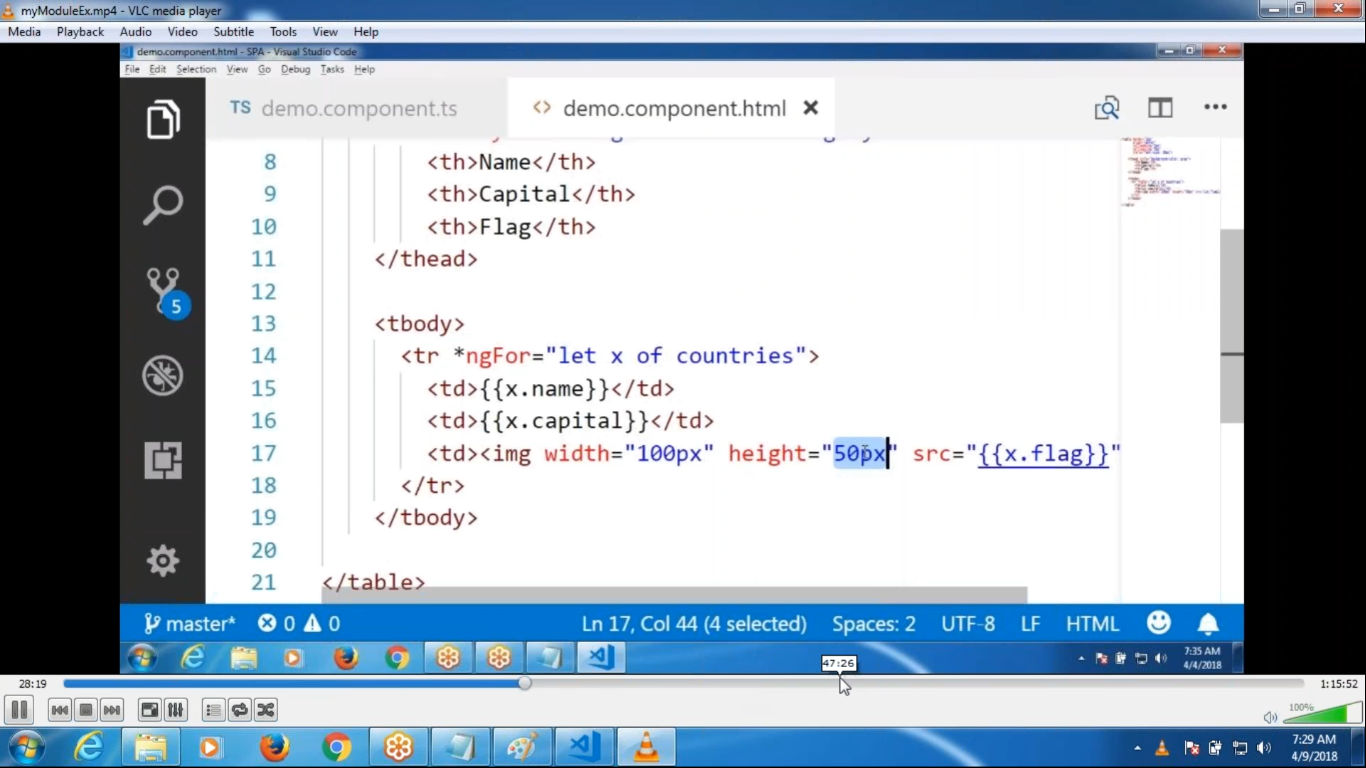 myModuleEx.mp4 - VLC media player
Media Playback Audio Video Subtitle Tools View Help
demo.component.html - SPA - Visual Studio Code
File Edit Selection View Go Debug Tasks Help
TS demo.component.ts <> demo.component.html
8 <th>Name</th>
9 <th>Capital</th>
10 <th>Flag</th>
11 </thead>
12
13 <tbody>
14 <tr *ngFor="let x of countries">
15 <td>{{x.name}}</td>
16 <td>{{x.capital}}</td>
17 <td><img width="100px" height="50px" src="{{x.flag}}"
18 </tr>
19 </tbody>
20
21 </table>
5
master* 0 0 Ln 17, Col 44 (4 selected) Spaces: 2 UTF-8 LF HTML
7:35 AM
4/4/2018
47:26
28:19 1:15:52
100%
7:29 AM
4/9/2018